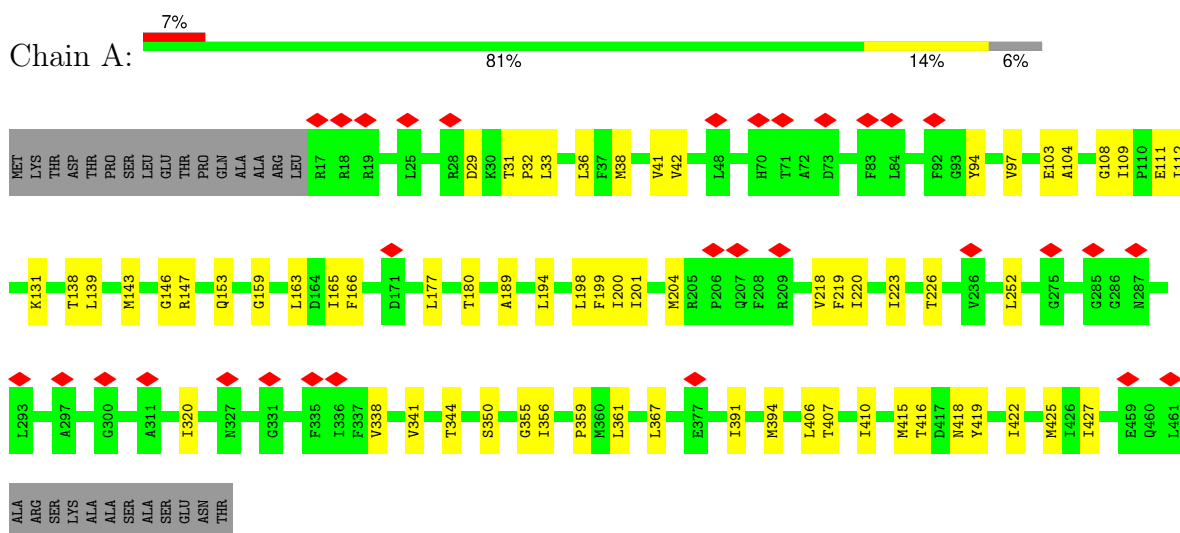 7%
Chain A:
81% 14% 6%
MET LYS THR ASP THR PRO SER LEU GLU THR PRO GLN ALA ALA ARG LEU R17 R18 R19 L25 R28 D29 K30 T31 P32 L33 L36 F37 M38 V41 V42 L48 H70 T71 A72 D73 F83 L84 F92 G93 Y94 V97 E103 A104 G108 I109 P110 E111 I112
K131 T138 L139 M143 G146 R147 Q153 G159 L163 D164 I165 F166 D171 L177 T180 A189 L194 L198 F199 I200 I201 M204 R205 P206 Q207 F208 R209 V218 F219 I220 I223 T226 V236 L252 G275 G285 G286 N287
L293 A297 G300 A311 I320 N327 G331 F335 I336 F337 V338 V341 T344 S350 G355 I356 P359 M360 L361 L367 E377 I391 M394 L406 T407 I410 M415 T416 D417 N418 Y419 I422 M425 I426 I427 E459 Q460 L461
ALA ARG SER LYS ALA ALA SER ALA SER GLU ASN THR